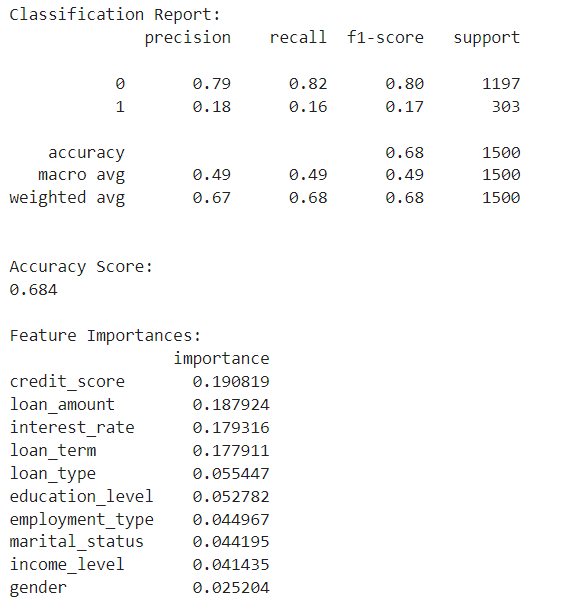 Classification Report:
precision recall f1-score support
0 0.79 0.82 0.80 1197
1 0.18 0.16 0.17 303
accuracy 0.68 1500
macro avg 0.49 0.49 0.49 1500
weighted avg 0.67 0.68 0.68 1500
Accuracy Score:
0.684
Feature Importances:
importance
credit_score 0.190819
loan_amount 0.187924
interest_rate 0.179316
loan_term 0.177911
loan_type 0.055447
education_level 0.052782
employment_type 0.044967
marital_status 0.044195
income_level 0.041435
gender 0.025204